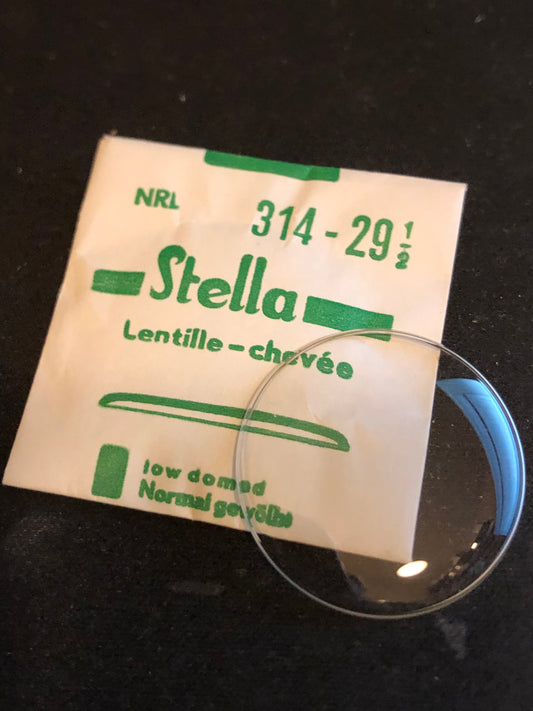 NRL 314-29 1/2
Stella
Lentille-chevée
low domed
Normal gewölbt